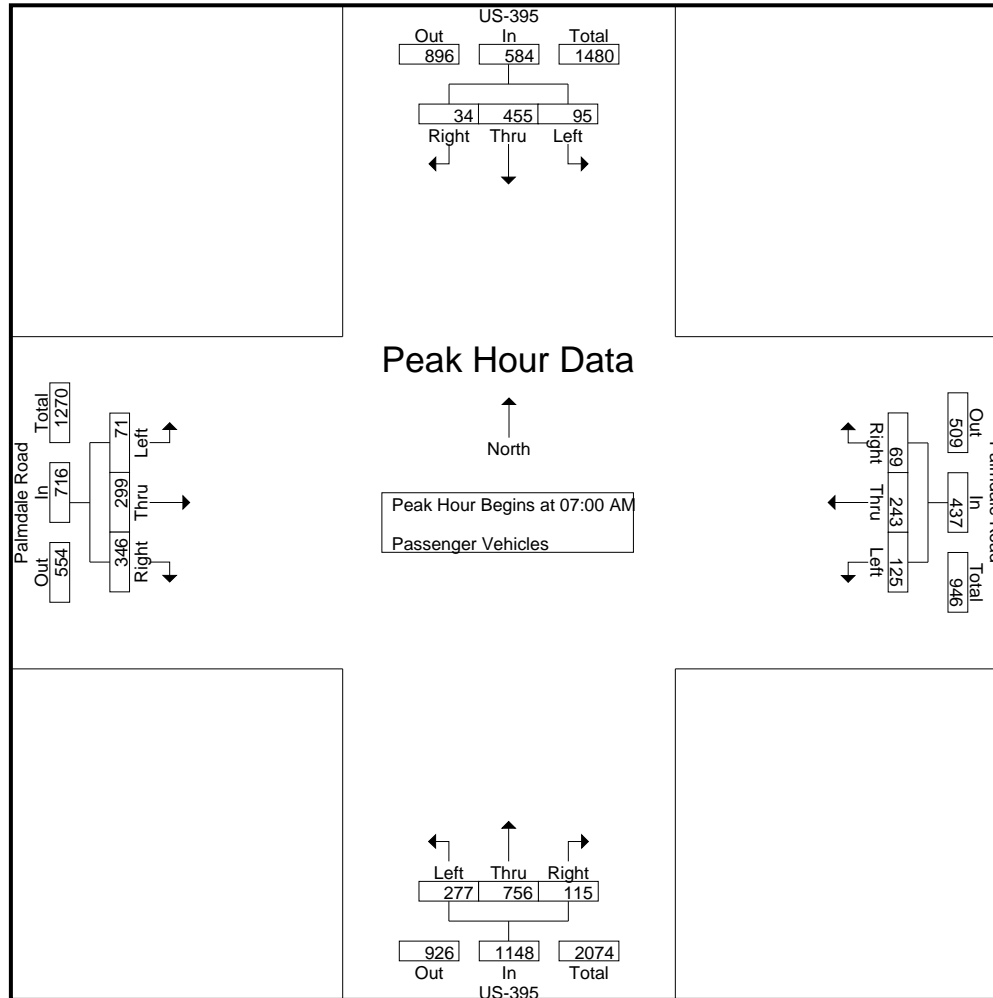 US-395
Out In Total
896 584 1480
34 455 95
Right Thru Left
Peak Hour Data
North
Peak Hour Begins at 07:00 AM
Passenger Vehicles
Palmdale Road
Out In Total
554 716 1270
71 299 346
Left Thru Right
Out In Total
509 437 946
69 243 125
Right Thru Left
Left Thru Right
277 756 115
926 1148 2074
Out In Total
US-395